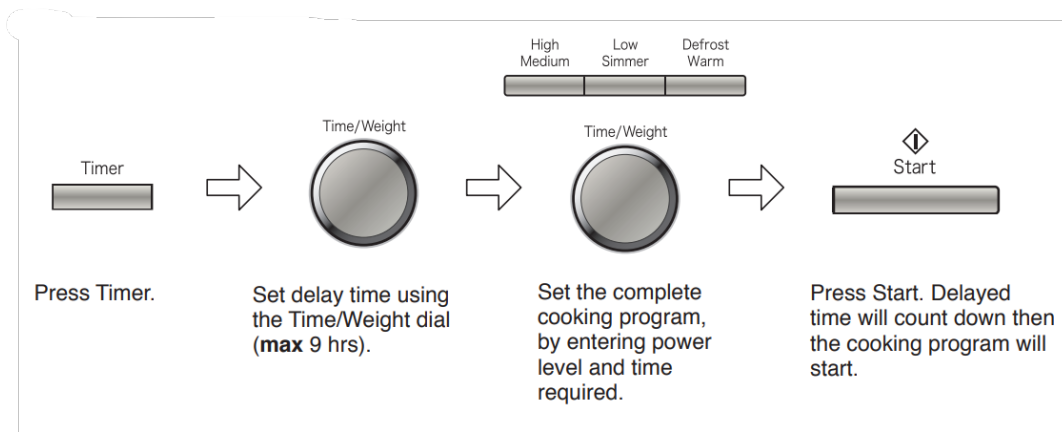 High
Medium
Low
Simmer
Defrost
Warm
Timer
Time/Weight
Time/Weight
Start
Press Timer.
Set delay time using
the Time/Weight dial
(max 9 hrs).
Set the complete
cooking program,
by entering power
level and time
required.
Press Start. Delayed
time will count down then
the cooking program will
start.